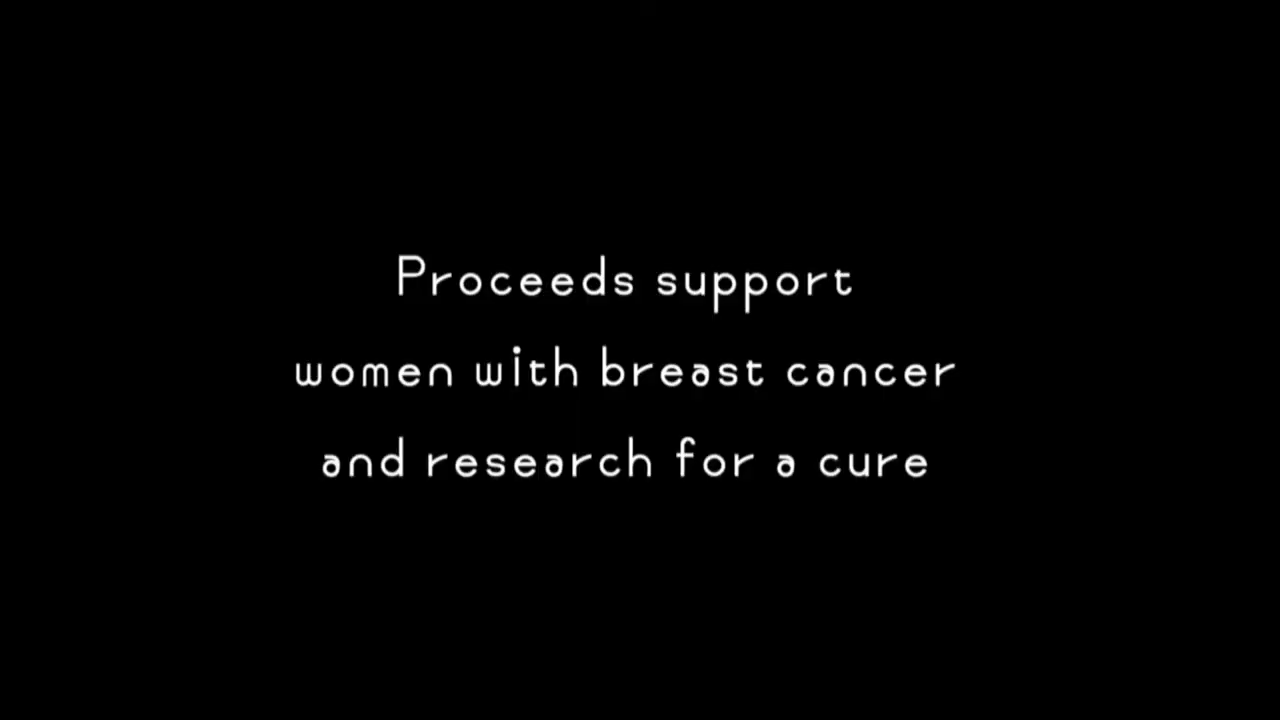 Proceeds support
women with breast cancer
and research for a cure